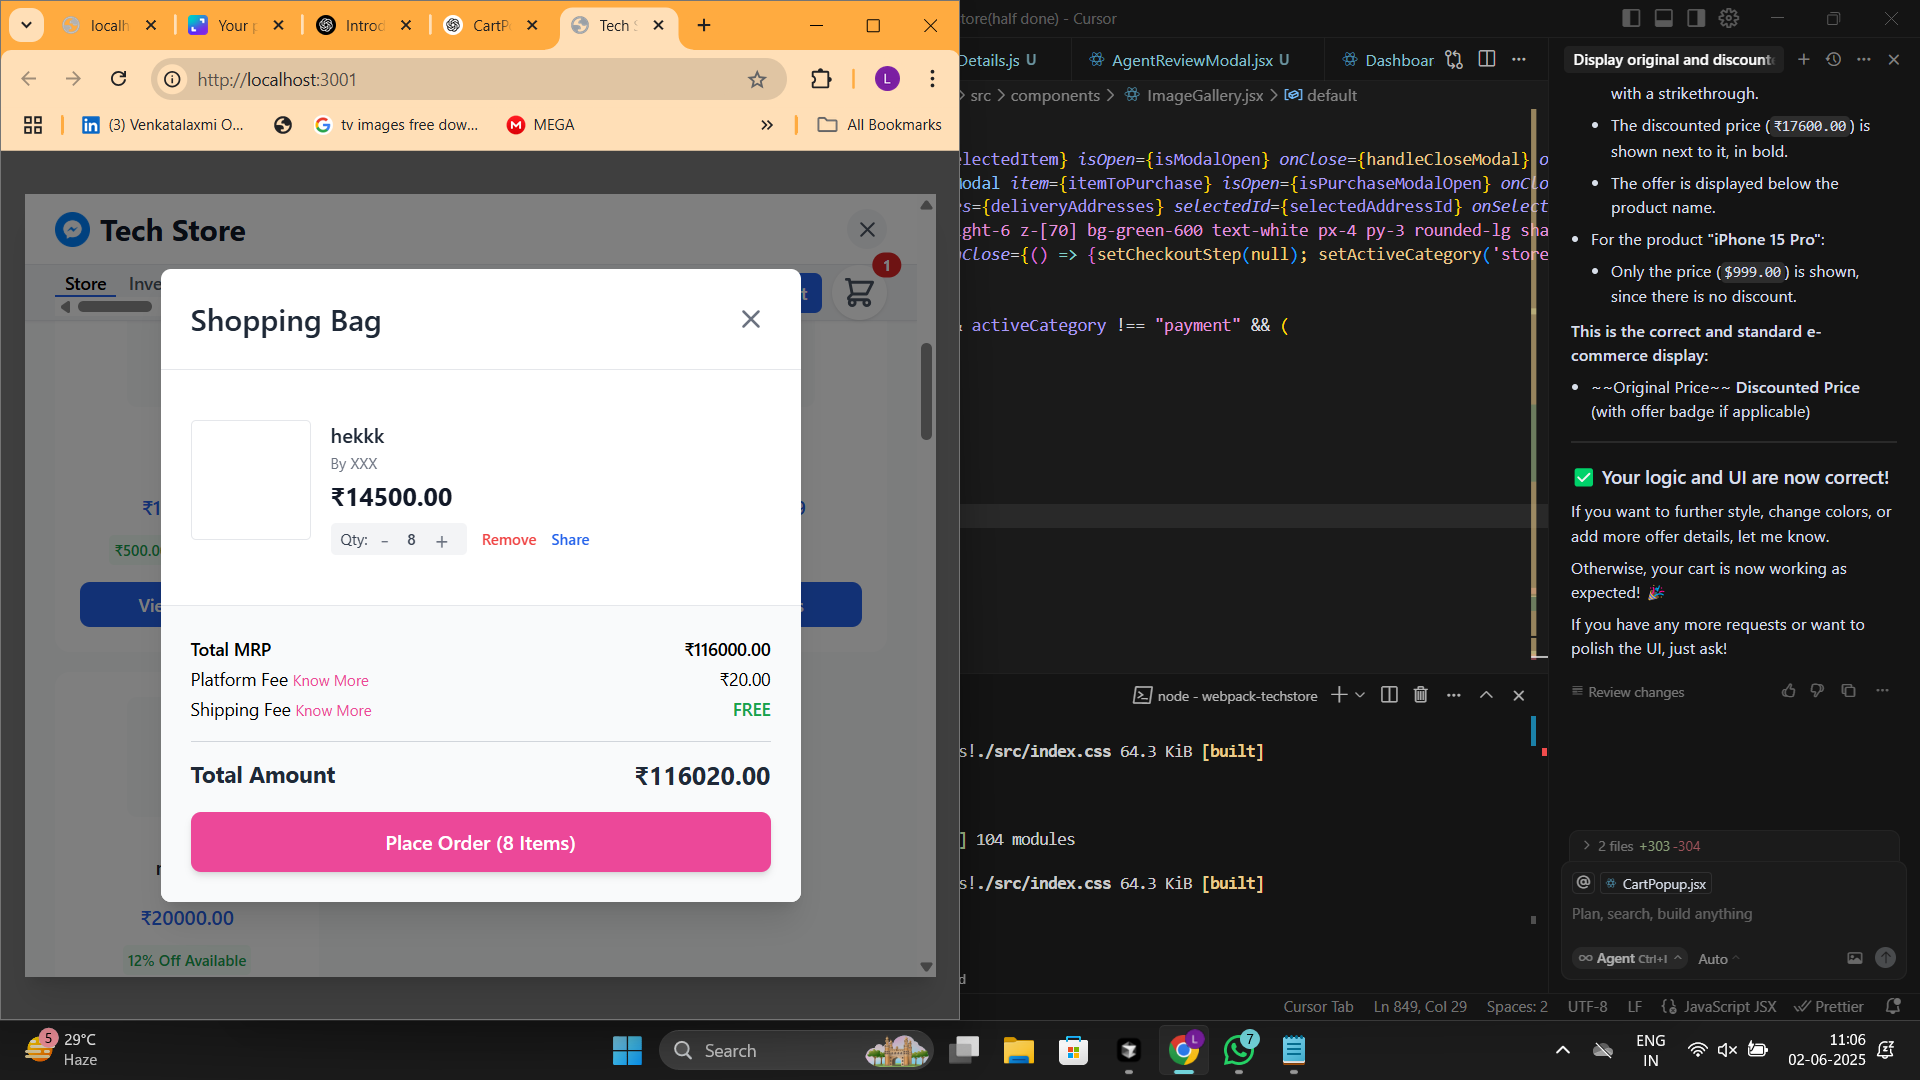 localh
Your p
Introd
CartP
Tech S
http://localhost:3001
L
(3) Venkatalaxmi O...
tv images free dow...
MEGA
All Bookmarks
Tech Store
1
Store
Inve
Shopping Bag
hekkk
By XXX
₹14500.00
Qty: - 8 +
Remove
Share
₹1
₹500.0
Vie
Total MRP
₹116000.00
Platform Fee Know More
₹20.00
Shipping Fee Know More
FREE
Total Amount
₹116020.00
Place Order (8 Items)
₹20000.00
12% Off Available
tore(half done) - Cursor
Details.js U
AgentReviewModal.jsx U
Dashboar
src > components > ImageGallery.jsx > default
lectedItem} isOpen={isModalOpen} onClose={handleCloseModal} o
Modal item={itemToPurchase} isOpen={isPurchaseModalOpen} onClo
s={deliveryAddresses} selectedId={selectedAddressId} onSelect
ght-6 z-[70] bg-green-600 text-white px-4 py-3 rounded-lg sha
Close={() => {setCheckoutStep(null); setActiveCategory('store
activeCategory !== "payment" && (
node - webpack-techstore
s!./src/index.css 64.3 KiB [built]
] 104 modules
s!./src/index.css 64.3 KiB [built]
d
Display original and discount
with a strikethrough.
• The discounted price (₹17600.00) is
shown next to it, in bold.
• The offer is displayed below the
product name.
• For the product "iPhone 15 Pro":
• Only the price ($999.00) is shown,
since there is no discount.
This is the correct and standard e-
commerce display:
• ~~Original Price~~ Discounted Price
(with offer badge if applicable)
✅ Your logic and UI are now correct!
If you want to further style, change colors, or
add more offer details, let me know.
Otherwise, your cart is now working as
expected! 🎉
If you have any more requests or want to
polish the UI, just ask!
Review changes
2 files +303 -304
@ CartPopup.jsx
Plan, search, build anything
Agent Ctrl+I
Auto
Cursor Tab
Ln 849, Col 29
Spaces: 2
UTF-8
LF
JavaScript JSX
Prettier
5
29°C
Haze
Search
L
7
ENG
IN
11:06
02-06-2025